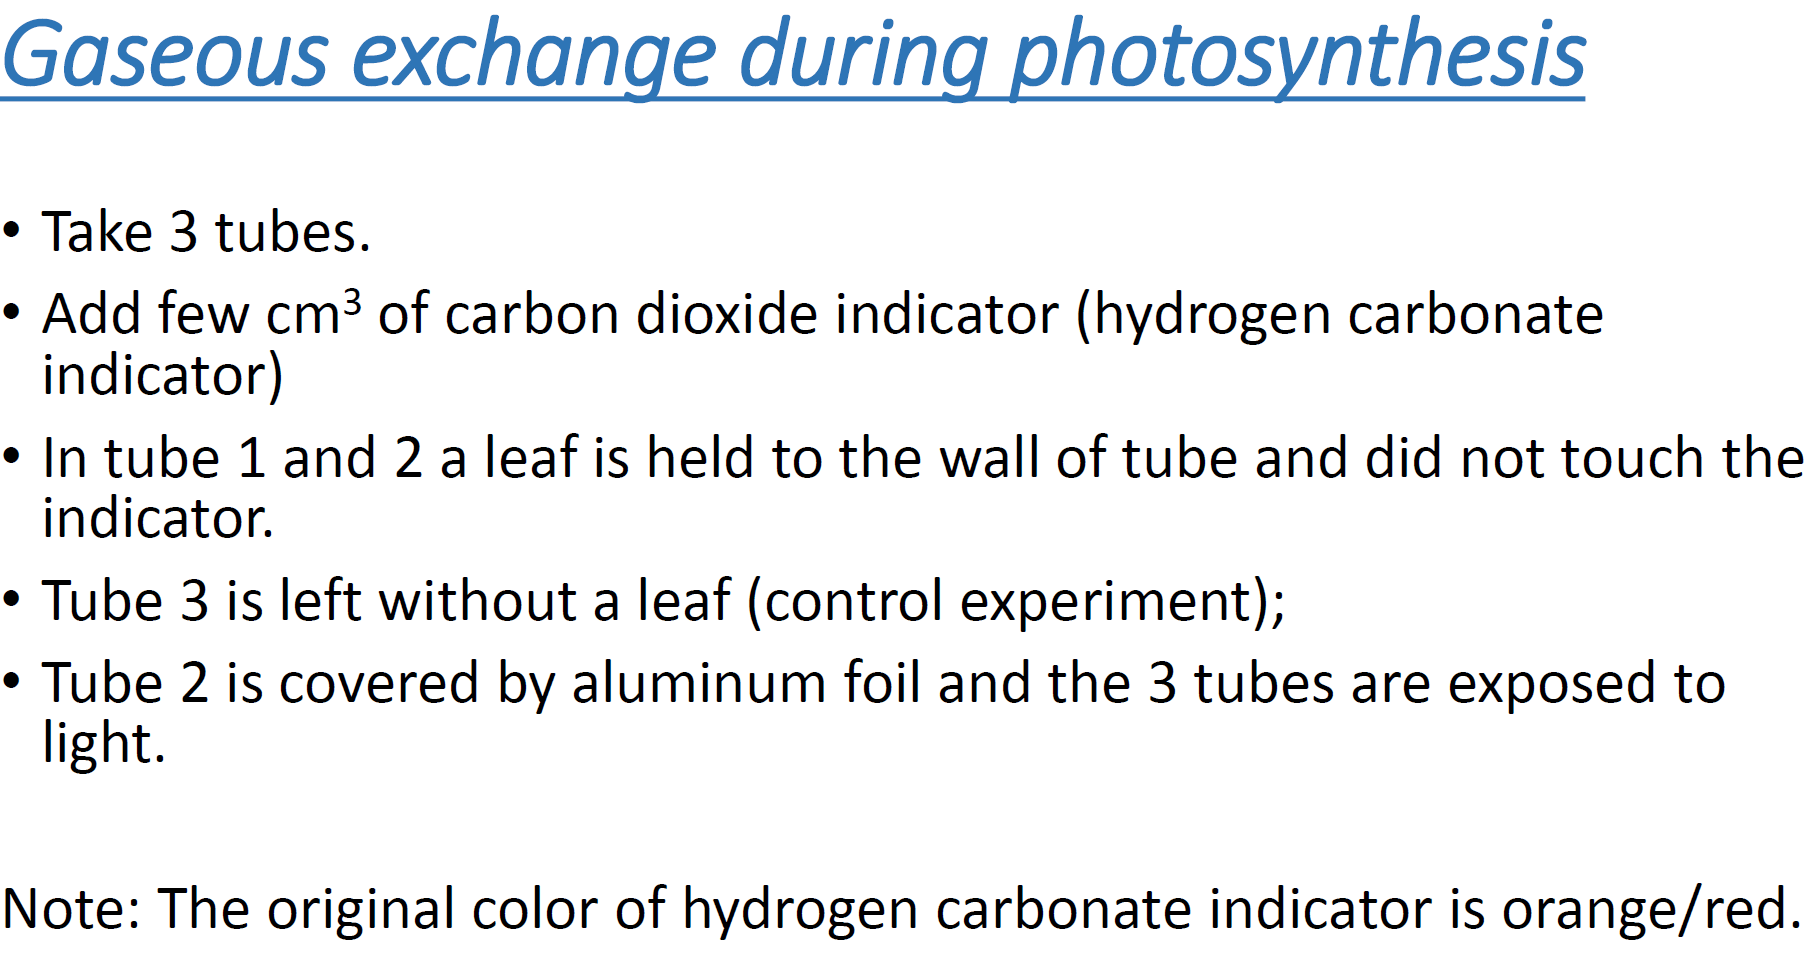 Gaseous exchange during photosynthesis
• Take 3 tubes.
• Add few cm³ of carbon dioxide indicator (hydrogen carbonate
indicator)
• In tube 1 and 2 a leaf is held to the wall of tube and did not touch the
indicator.
• Tube 3 is left without a leaf (control experiment);
• Tube 2 is covered by aluminum foil and the 3 tubes are exposed to
light.
Note: The original color of hydrogen carbonate indicator is orange/red.